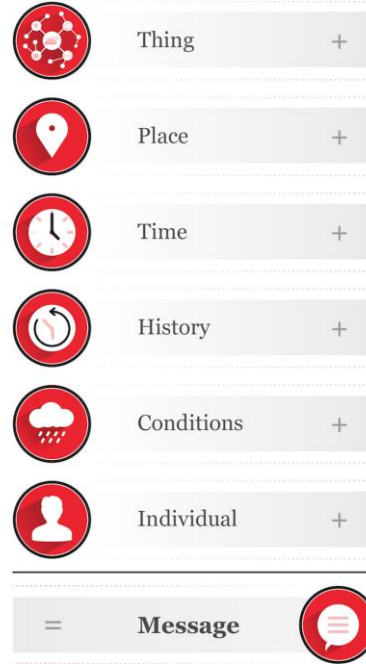 Thing +
Place +
Time +
History +
Conditions +
Individual +
= Message